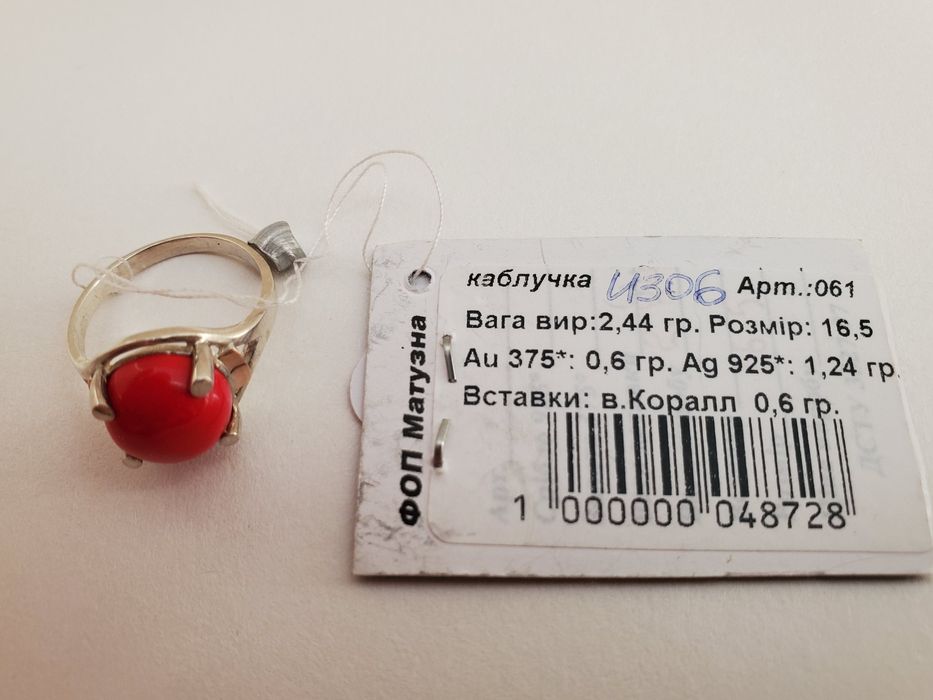 каблучка И306 Арт.:061
Вага вир:2,44 гр. Розмір: 16,5
Au 375*: 0,6 гр. Ag 925*: 1,24 гр.
Вставки: в.Коралл 0,6 гр.
1 000000 048728
ФОП Матузна